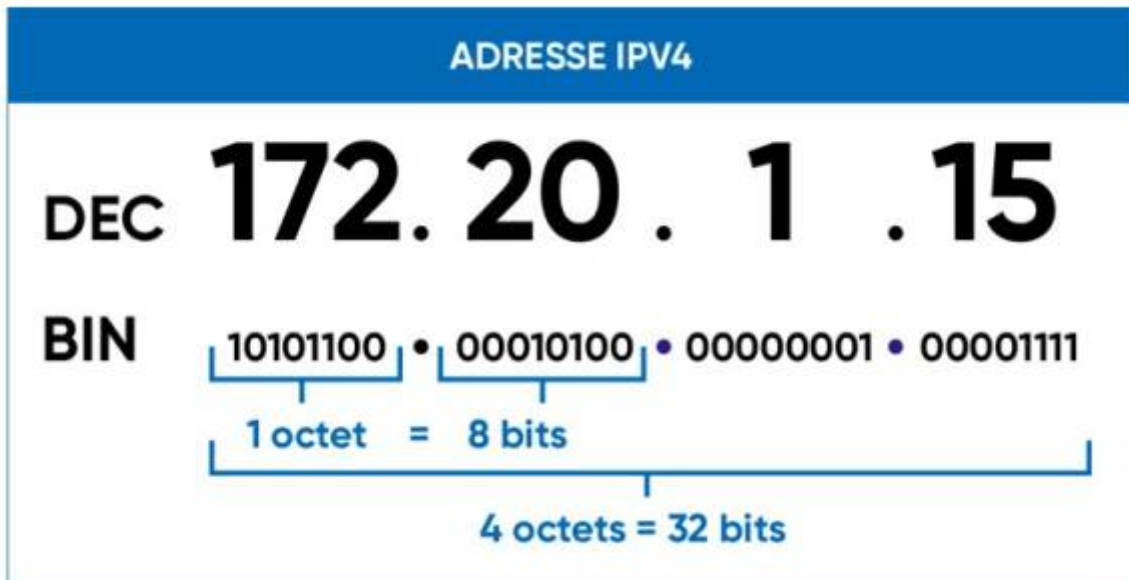 ADRESSE IPV4
DEC 172. 20 . 1 . 15
BIN 10101100 • 00010100 • 00000001 • 00001111
1 octet = 8 bits
4 octets = 32 bits